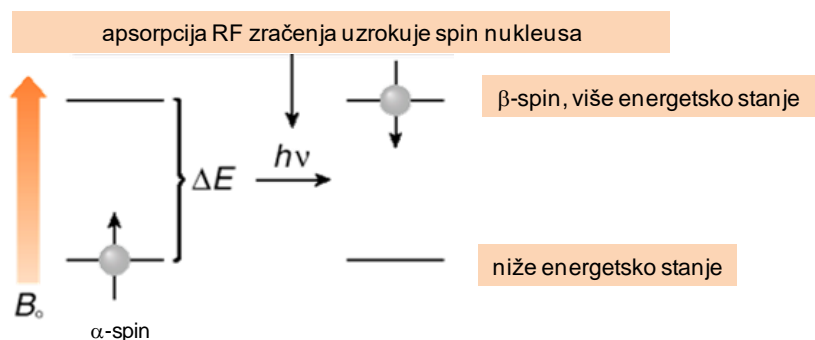 apsorpcija RF zračenja uzrokuje spin nukleusa
β-spin, više energetsko stanje
hν
ΔE
niže energetsko stanje
B₀
α-spin